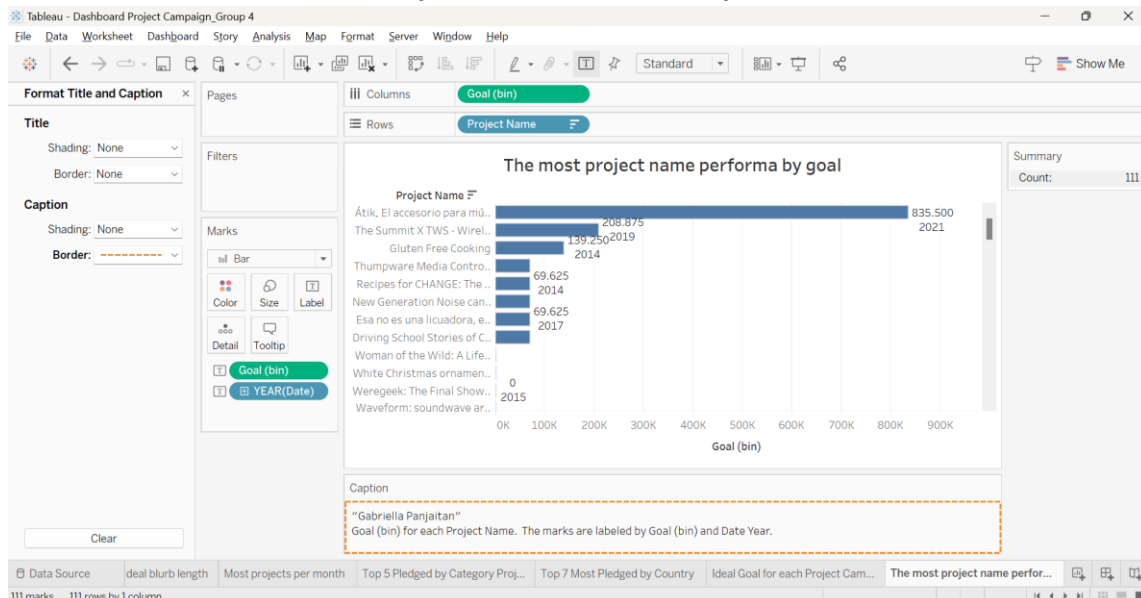 Tableau - Dashboard Project Campaign_Group 4
File Data Worksheet Dashboard Story Analysis Map Format Server Window Help
Standard
Show Me
Format Title and Caption ×
Title
Shading: None
Border: None
Caption
Shading: None
Border:
Clear
Pages
Filters
Marks
Bar
Color Size Label
Detail Tooltip
Goal (bin)
YEAR(Date)
Columns Goal (bin)
Rows Project Name
The most project name performa by goal
Project Name
Átik, El accesorio para mú.. 835.500
2021
The Summit X TWS - Wirel.. 208.875
2019
Gluten Free Cooking 139.250
2014
Thumpware Media Contro..
Recipes for CHANGE: The .. 69.625
2014
New Generation Noise can..
Esa no es una licuadora, e.. 69.625
2017
Driving School Stories of C..
Woman of the Wild: A Life..
White Christmas ornamen..
Weregeek: The Final Show.. 0
2015
Waveform: soundwave ar..
0K 100K 200K 300K 400K 500K 600K 700K 800K 900K
Goal (bin)
Summary
Count: 111
Caption
"Gabriella Panjaitan"
Goal (bin) for each Project Name. The marks are labeled by Goal (bin) and Date Year.
Data Source deal blurb length Most projects per month Top 5 Pledged by Category Proj... Top 7 Most Pledged by Country Ideal Goal for each Project Cam... The most project name perfor...
111 marks 111 rows by 1 column